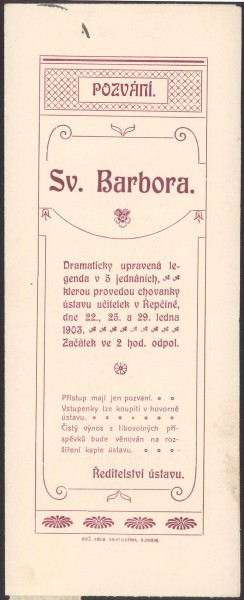 POZVÁNÍ.
Sv. Barbora.
Dramaticky upravená le-
genda v 5 jednáních,
kterou provedou chovanky
ústavu učitelek v Řepčíně,
dne 22., 25. a 29. ledna
1903.
Začátek ve 2 hod. odpol.
Přístup mají jen pozvaní.
Vstupenky lze koupiti v hovorně
ústavu.
Čistý výnos z libovolných pří-
spěvků bude věnován na roz-
šíření kaple ústavu.
Ředitelství ústavu.